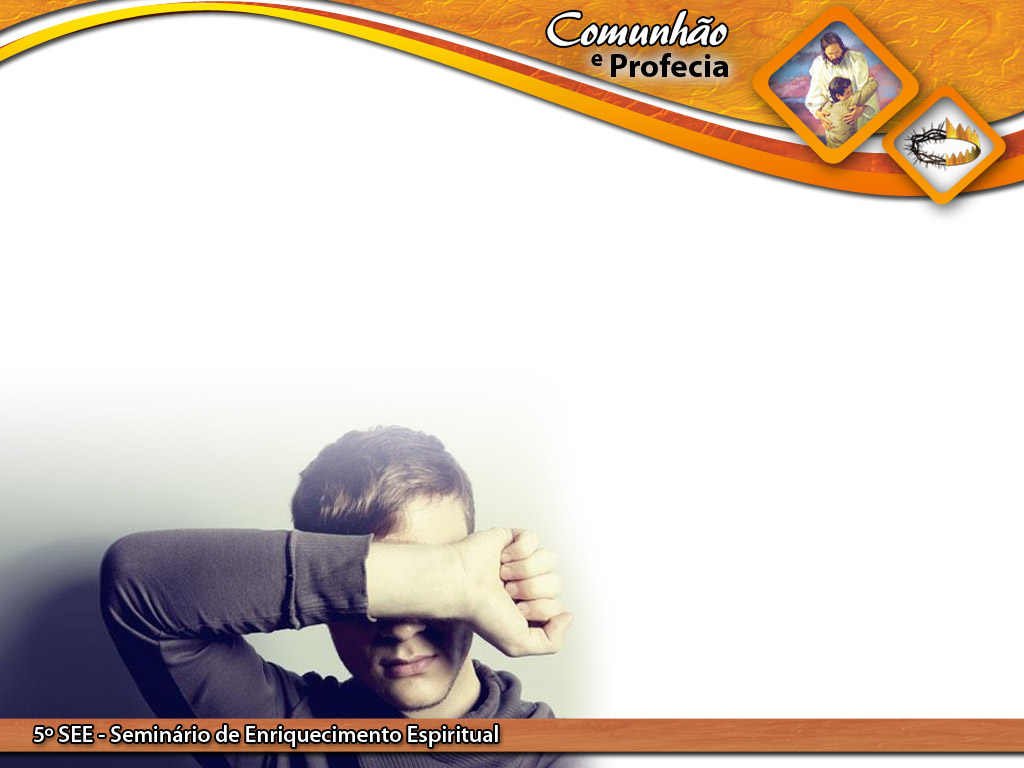 Comunhão
e Profecia
5º SEE - Seminário de Enriquecimento Espiritual